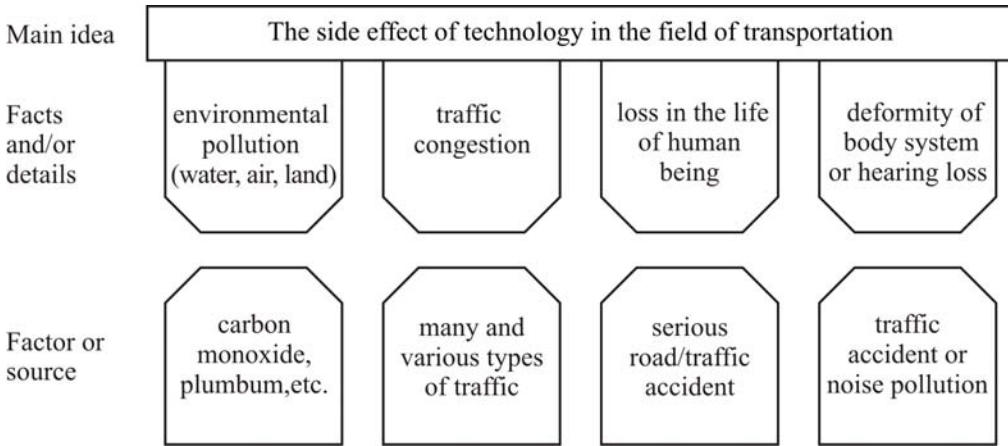 Main idea
The side effect of technology in the field of transportation
Facts
and/or
details
environmental
pollution
(water, air, land)
traffic
congestion
loss in the life
of human
being
deformity of
body system
or hearing loss
Factor or
source
carbon
monoxide,
plumbum,etc.
many and
various types
of traffic
serious
road/traffic
accident
traffic
accident or
noise pollution